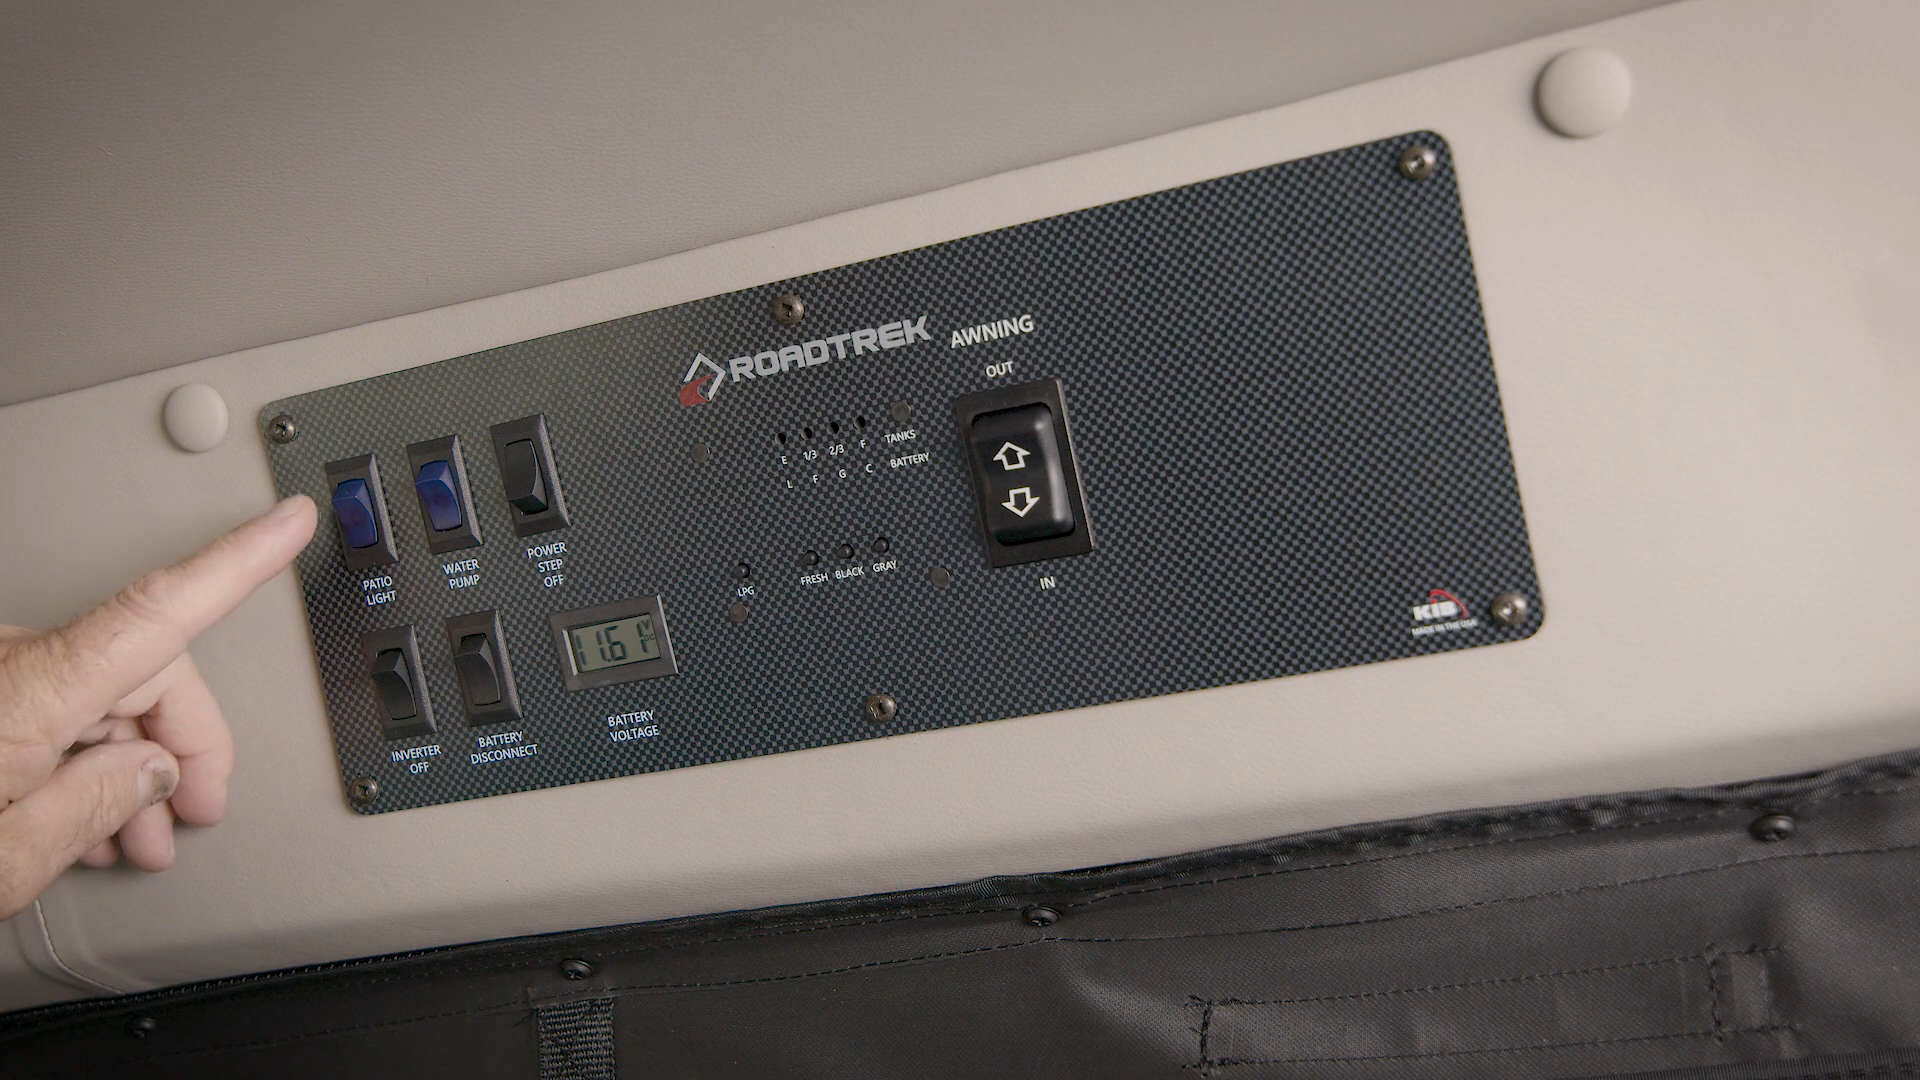 ROADTREK
AWNING
OUT
E 1/3 2/3 F TANKS
L F G C BATTERY
PATIO
LIGHT
WATER
PUMP
POWER
STEP
OFF
LPG
FRESH BLACK GRAY
IN
INVERTER
OFF
BATTERY
DISCONNECT
11.61 V
DC
BATTERY
VOLTAGE
KIB
MADE IN THE USA